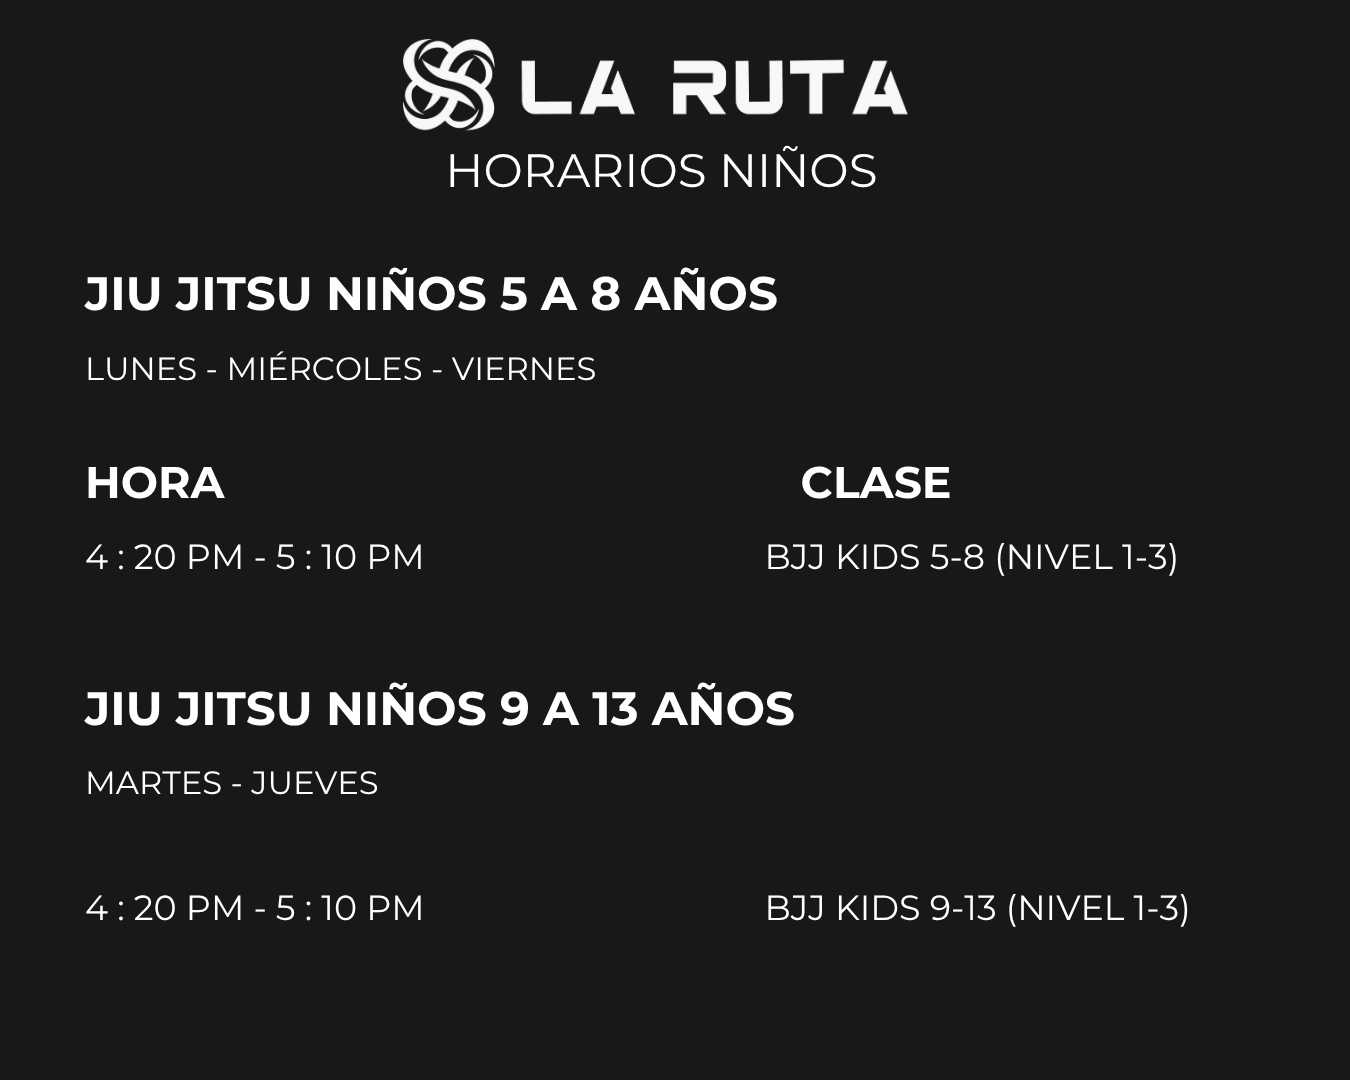 LA RUTA
HORARIOS NIÑOS
JIU JITSU NIÑOS 5 A 8 AÑOS
LUNES - MIÉRCOLES - VIERNES
HORA CLASE
4 : 20 PM - 5 : 10 PM BJJ KIDS 5-8 (NIVEL 1-3)
JIU JITSU NIÑOS 9 A 13 AÑOS
MARTES - JUEVES
4 : 20 PM - 5 : 10 PM BJJ KIDS 9-13 (NIVEL 1-3)